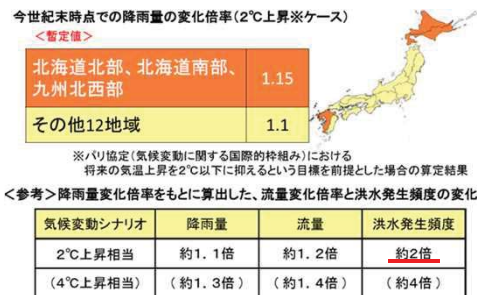 今世紀末時点での降雨量の変化倍率(2℃上昇※ケース)
<暫定値>
北海道北部、北海道南部、
九州北西部
1.15
その他12地域
1.1
※パリ協定(気候変動に関する国際的枠組み)における
将来の気温上昇を2℃以下に抑えるという目標を前提とした場合の算定結果
<参考>降雨量変化倍率をもとに算出した、流量変化倍率と洪水発生頻度の変化
気候変動シナリオ 降雨量 流量 洪水発生頻度
2℃上昇相当 約1.1倍 約1.2倍 約2倍
(4℃上昇相当) (約1.3倍) (約1.4倍) (約4倍)